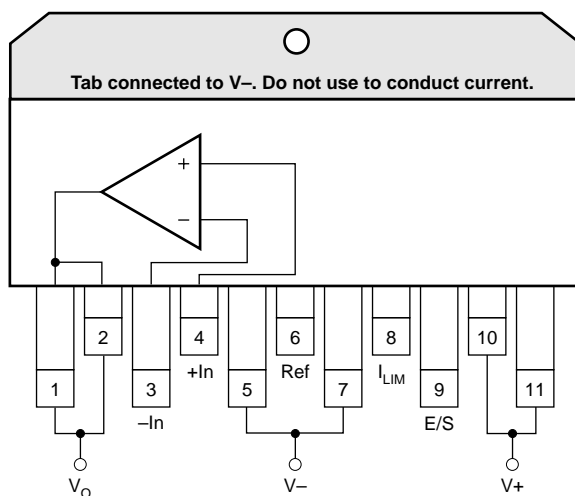 Tab connected to V–. Do not use to conduct current.
+
–
2
4
6
8
10
+In
Ref
I_LIM
1
3
5
7
9
11
–In
E/S
V_O
V–
V+